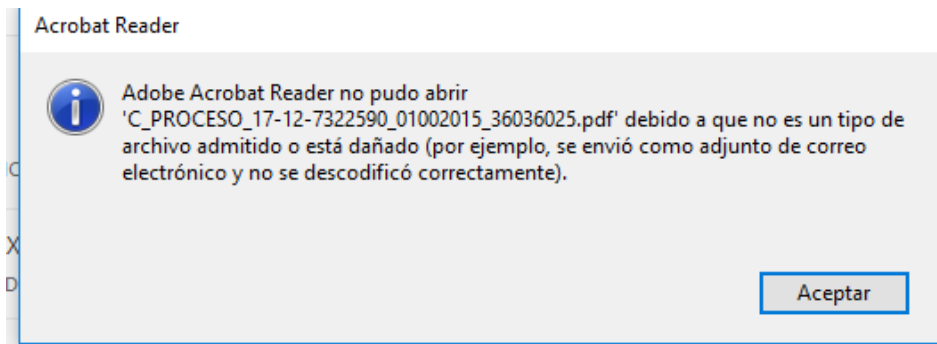 Acrobat Reader
Adobe Acrobat Reader no pudo abrir
'C_PROCESO_17-12-7322590_01002015_36036025.pdf' debido a que no es un tipo de
archivo admitido o está dañado (por ejemplo, se envió como adjunto de correo
electrónico y no se descodificó correctamente).
X
D
Aceptar